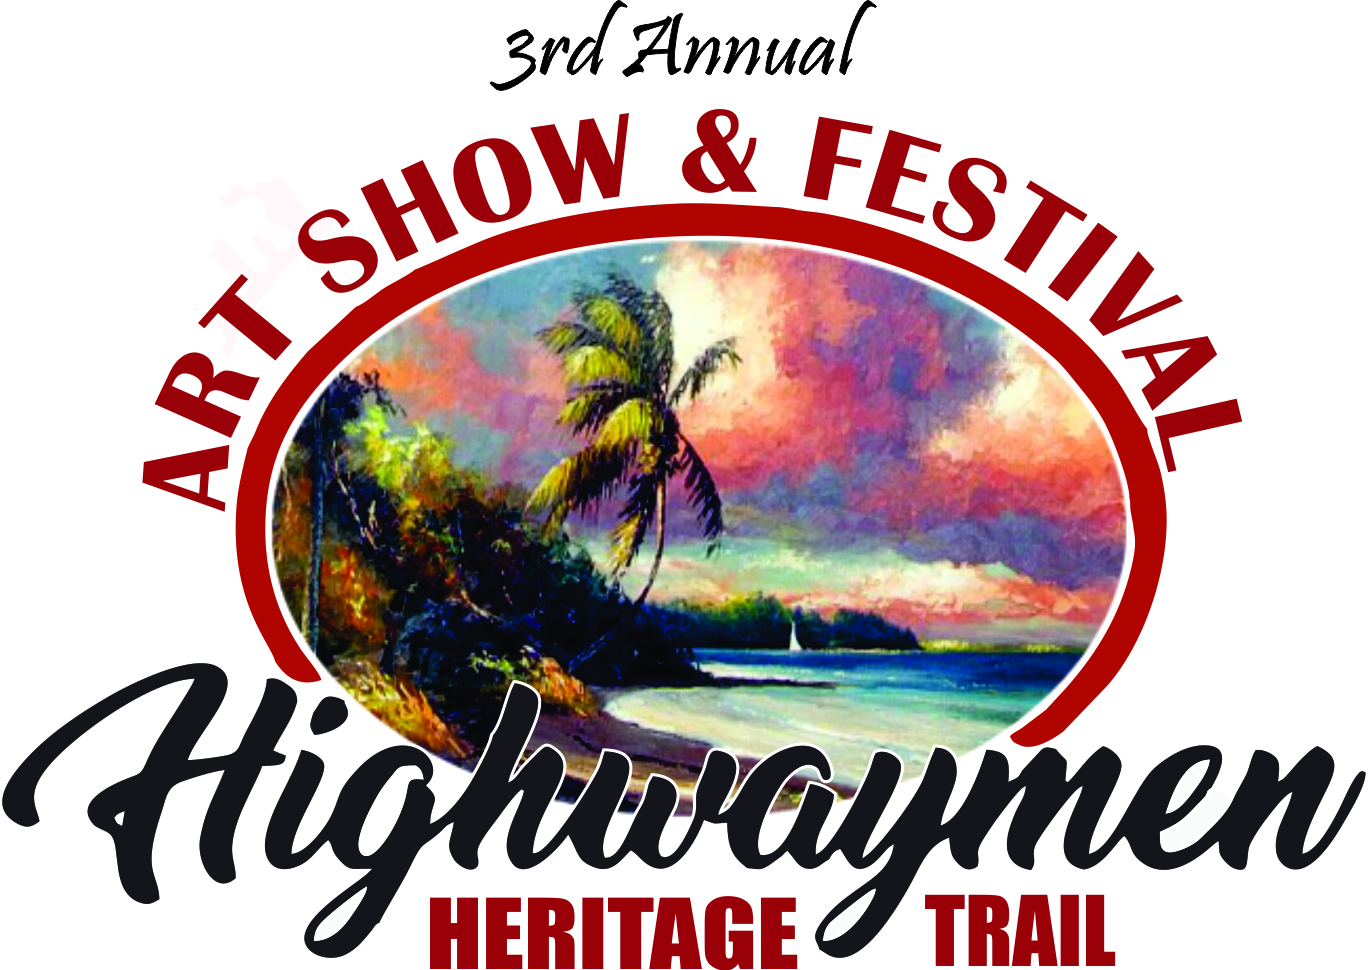 3rd Annual
ART SHOW & FESTIVAL
Highwaymen
HERITAGE TRAIL